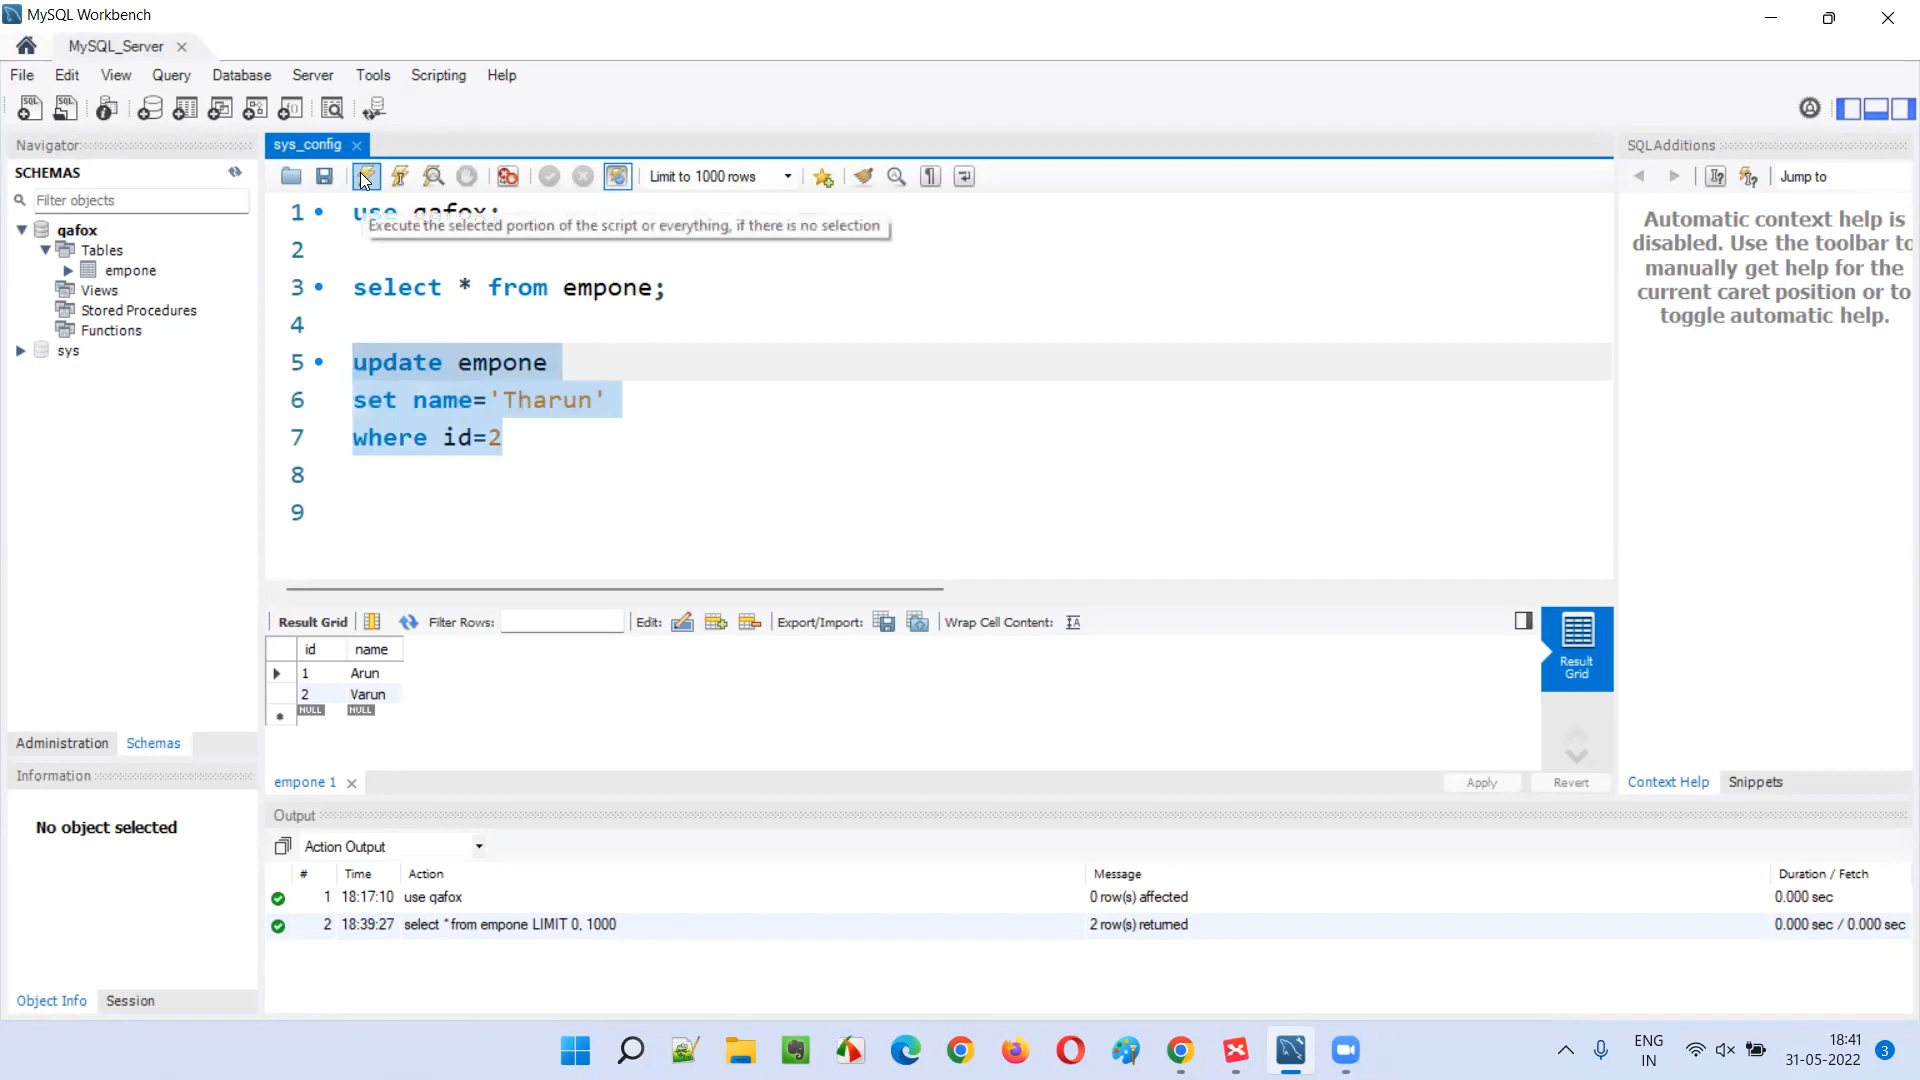 MySQL Workbench
MySQL_Server
File Edit View Query Database Server Tools Scripting Help
Navigator
SCHEMAS
Filter objects
qafox
Tables
empone
Views
Stored Procedures
Functions
sys
Administration Schemas
Information
No object selected
Object Info Session
sys_config
Limit to 1000 rows
1 use qafox;
Execute the selected portion of the script or everything, if there is no selection
2
3 select * from empone;
4
5 update empone
6 set name='Tharun'
7 where id=2
8
9
Result Grid Filter Rows: Edit: Export/Import: Wrap Cell Content:
id name
1 Arun
2 Varun
NULL NULL
Result
Grid
empone 1 Apply Revert
Output
Action Output
# Time Action Message Duration / Fetch
1 18:17:10 use qafox 0 row(s) affected 0.000 sec
2 18:39:27 select * from empone LIMIT 0, 1000 2 row(s) returned 0.000 sec / 0.000 sec
SQLAdditions
Jump to
Automatic context help is
disabled. Use the toolbar to
manually get help for the
current caret position or to
toggle automatic help.
Context Help Snippets
ENG
IN
18:41
31-05-2022
3